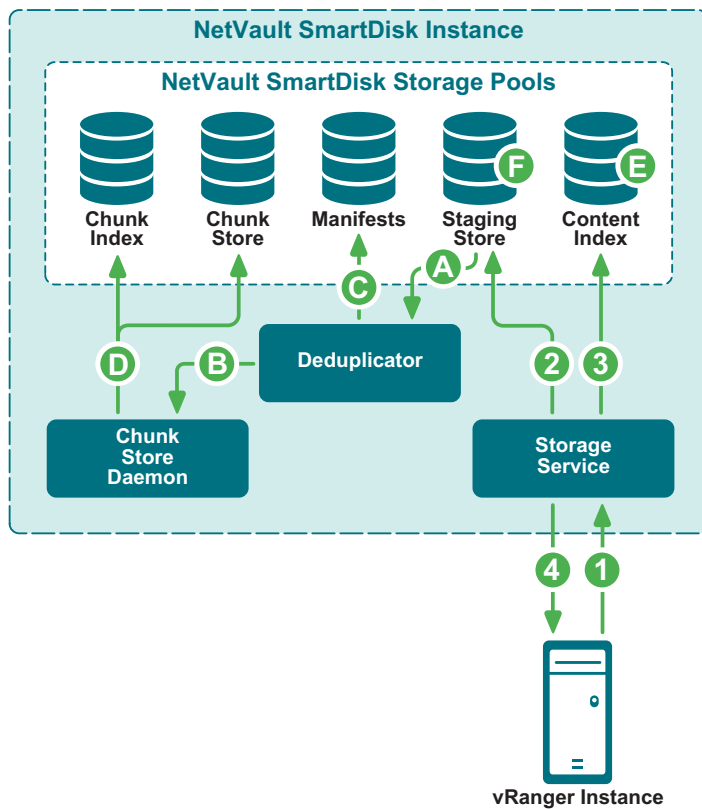 NetVault SmartDisk Instance
NetVault SmartDisk Storage Pools
F
E
Chunk
Index
Chunk
Store
Manifests
Staging
Store
Content
Index
A
C
D
B
Deduplicator
2
3
Chunk
Store
Daemon
Storage
Service
4
1
vRanger Instance